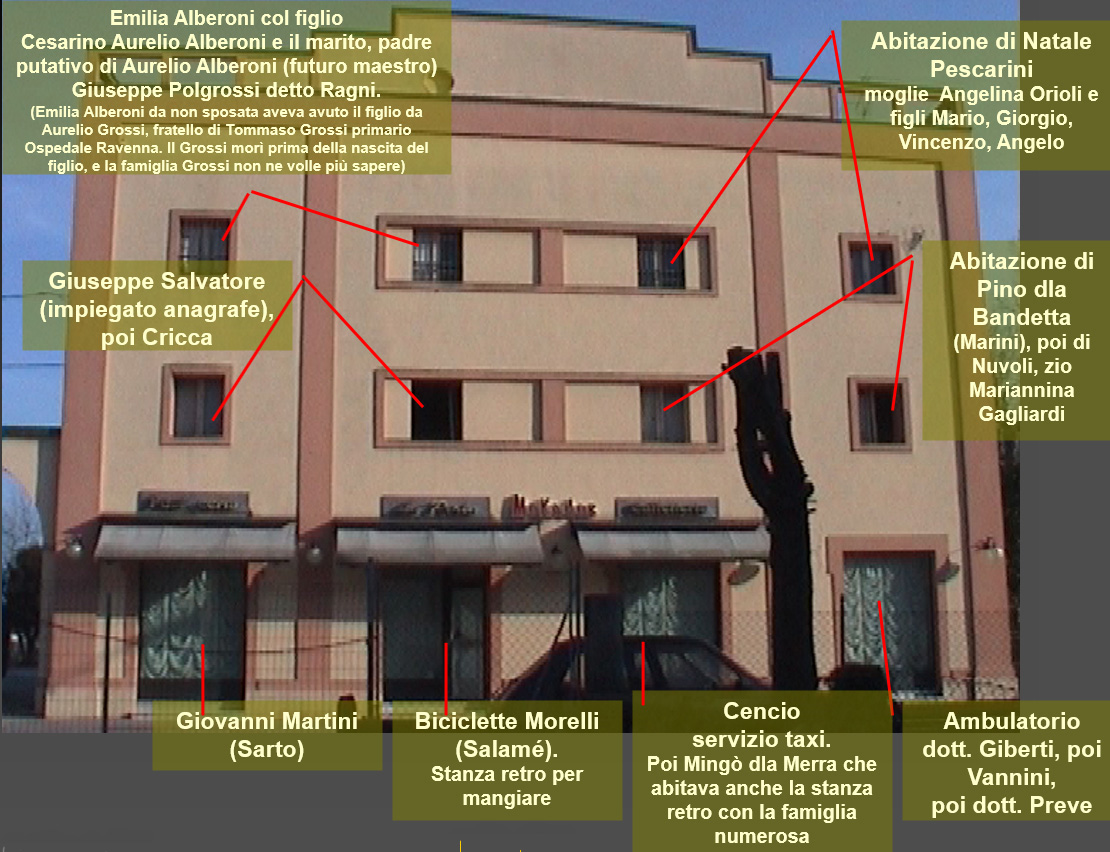 Emilia Alberoni col figlio
Cesarino Aurelio Alberoni e il marito, padre
putativo di Aurelio Alberoni (futuro maestro)
Giuseppe Polgrossi detto Ragni.
(Emilia Alberoni da non sposata aveva avuto il figlio da
Aurelio Grossi, fratello di Tommaso Grossi primario
Ospedale Ravenna. Il Grossi morì prima della nascita del
figlio, e la famiglia Grossi non ne volle più sapere)
Abitazione di Natale
Pescarini
moglie Angelina Orioli e
figli Mario, Giorgio,
Vincenzo, Angelo
Giuseppe Salvatore
(impiegato anagrafe),
poi Cricca
Abitazione di
Pino dla
Bandetta
(Marini), poi di
Nuvoli, zio
Mariannina
Gagliardi
Giovanni Martini
(Sarto)
Biciclette Morelli
(Salamé).
Stanza retro per
mangiare
Cencio
servizio taxi.
Poi Mingò dla Merra che
abitava anche la stanza
retro con la famiglia
numerosa
Ambulatorio
dott. Giberti, poi
Vannini,
poi dott. Preve